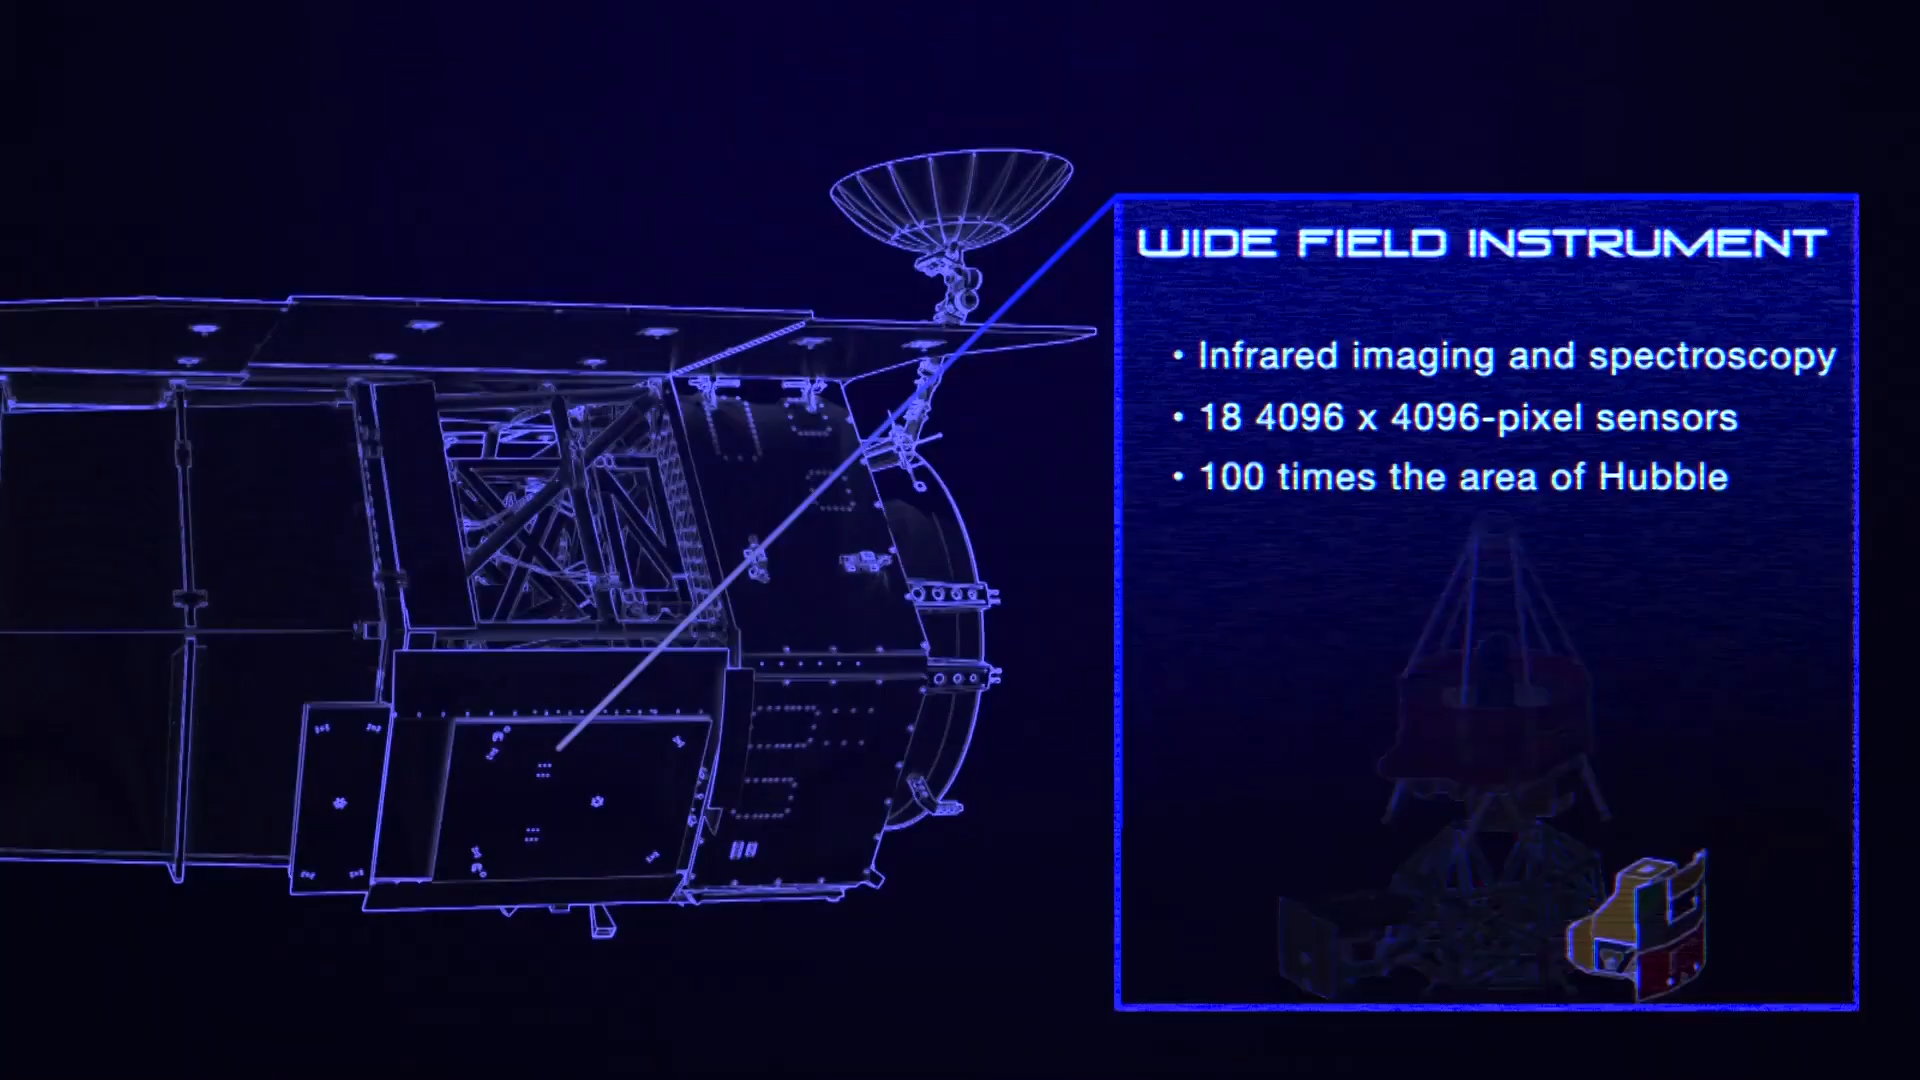 WIDE FIELD INSTRUMENT
• Infrared imaging and spectroscopy
• 18 4096 x 4096-pixel sensors
• 100 times the area of Hubble